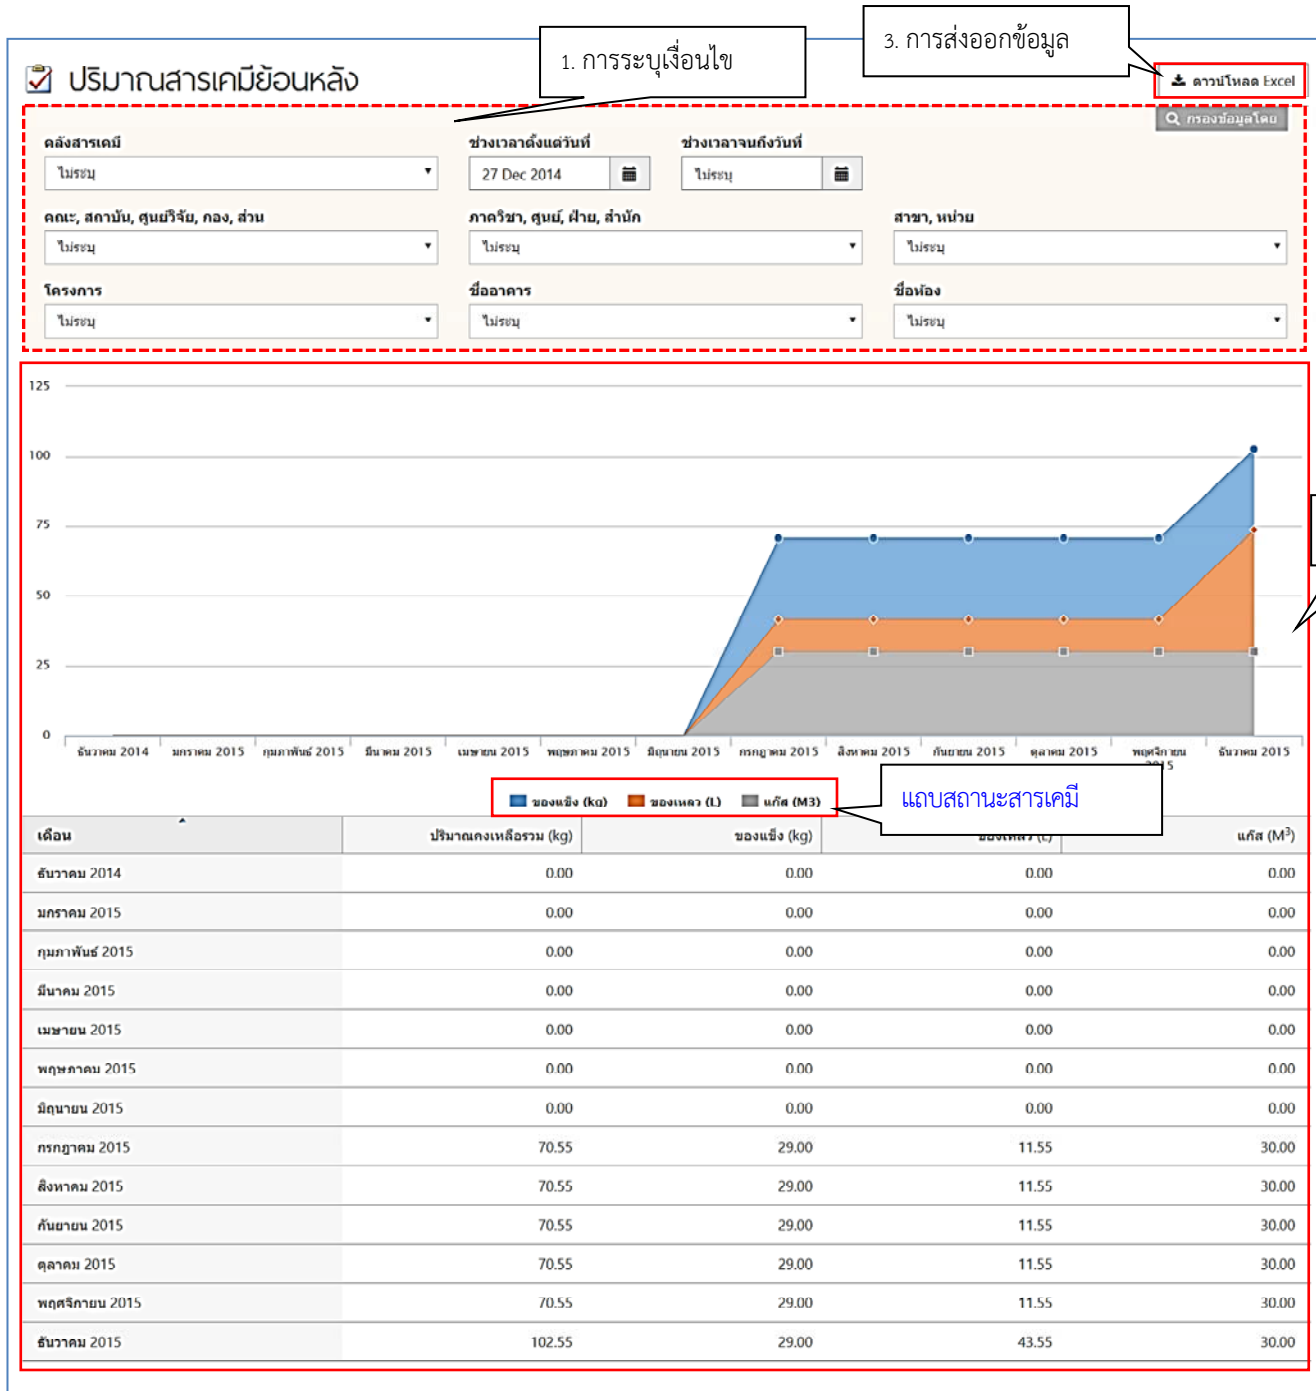 1. การระบุเงื่อนไข
3. การส่งออกข้อมูล
ปริมาณสารเคมีย้อนหลัง
ดาวน์โหลด Excel
กรองข้อมูลโดย
คลังสารเคมี
ช่วงเวลาตั้งแต่วันที่
ช่วงเวลาจนถึงวันที่
ไม่ระบุ
27 Dec 2014
ไม่ระบุ
คณะ, สถาบัน, ศูนย์วิจัย, กอง, ส่วน
ภาควิชา, ศูนย์, ฝ่าย, สำนัก
สาขา, หน่วย
ไม่ระบุ
ไม่ระบุ
ไม่ระบุ
โครงการ
ชื่ออาคาร
ชื่อห้อง
ไม่ระบุ
ไม่ระบุ
ไม่ระบุ
125
100
75
50
25
0
ธันวาคม 2014 มกราคม 2015 กุมภาพันธ์ 2015 มีนาคม 2015 เมษายน 2015 พฤษภาคม 2015 มิถุนายน 2015 กรกฎาคม 2015 สิงหาคม 2015 กันยายน 2015 ตุลาคม 2015 พฤศจิกายน 2015 ธันวาคม 2015
ของแข็ง (kg) ของเหลว (L) แก๊ส (M3)
แถบสถานะสารเคมี
เดือน ปริมาณคงเหลือรวม (kg) ของแข็ง (kg) ของเหลว (L) แก๊ส (M³)
ธันวาคม 2014 0.00 0.00 0.00 0.00
มกราคม 2015 0.00 0.00 0.00 0.00
กุมภาพันธ์ 2015 0.00 0.00 0.00 0.00
มีนาคม 2015 0.00 0.00 0.00 0.00
เมษายน 2015 0.00 0.00 0.00 0.00
พฤษภาคม 2015 0.00 0.00 0.00 0.00
มิถุนายน 2015 0.00 0.00 0.00 0.00
กรกฎาคม 2015 70.55 29.00 11.55 30.00
สิงหาคม 2015 70.55 29.00 11.55 30.00
กันยายน 2015 70.55 29.00 11.55 30.00
ตุลาคม 2015 70.55 29.00 11.55 30.00
พฤศจิกายน 2015 70.55 29.00 11.55 30.00
ธันวาคม 2015 102.55 29.00 43.55 30.00